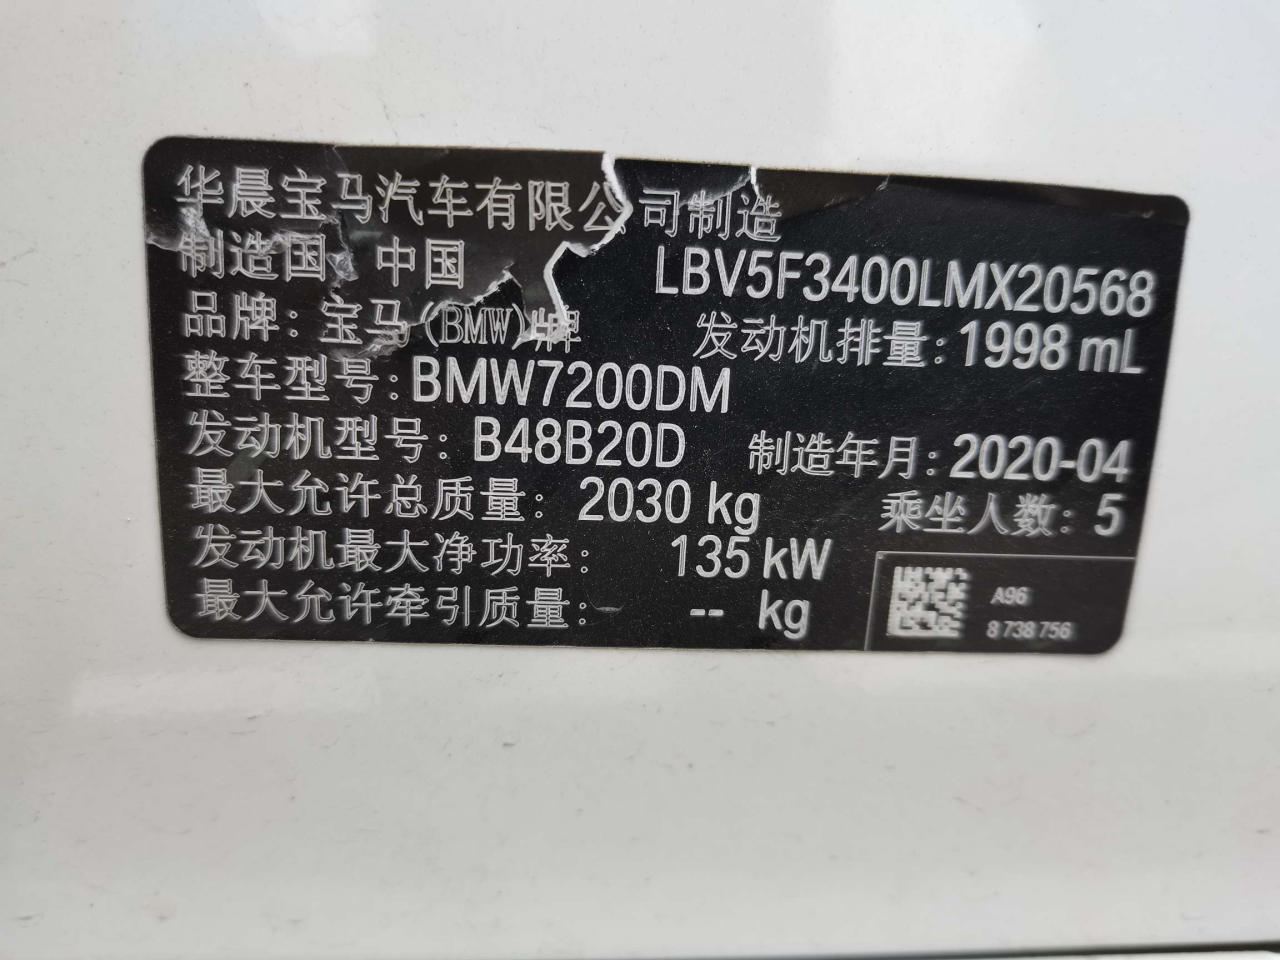 华晨宝马汽车有限公司制造
制造国 中国
LBV5F3400LMX20568
品牌: 宝马(BMW)牌
发动机排量: 1998 mL
整车型号: BMW7200DM
发动机型号: B48B20D
制造年月: 2020-04
最大允许总质量: 2030 kg
乘坐人数: 5
发动机最大净功率: 135 kW
最大允许牵引质量: -- kg
A96
8 738 756